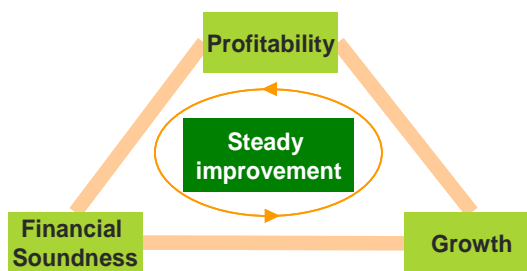 Profitability
Steady
improvement
Financial
Soundness
Growth